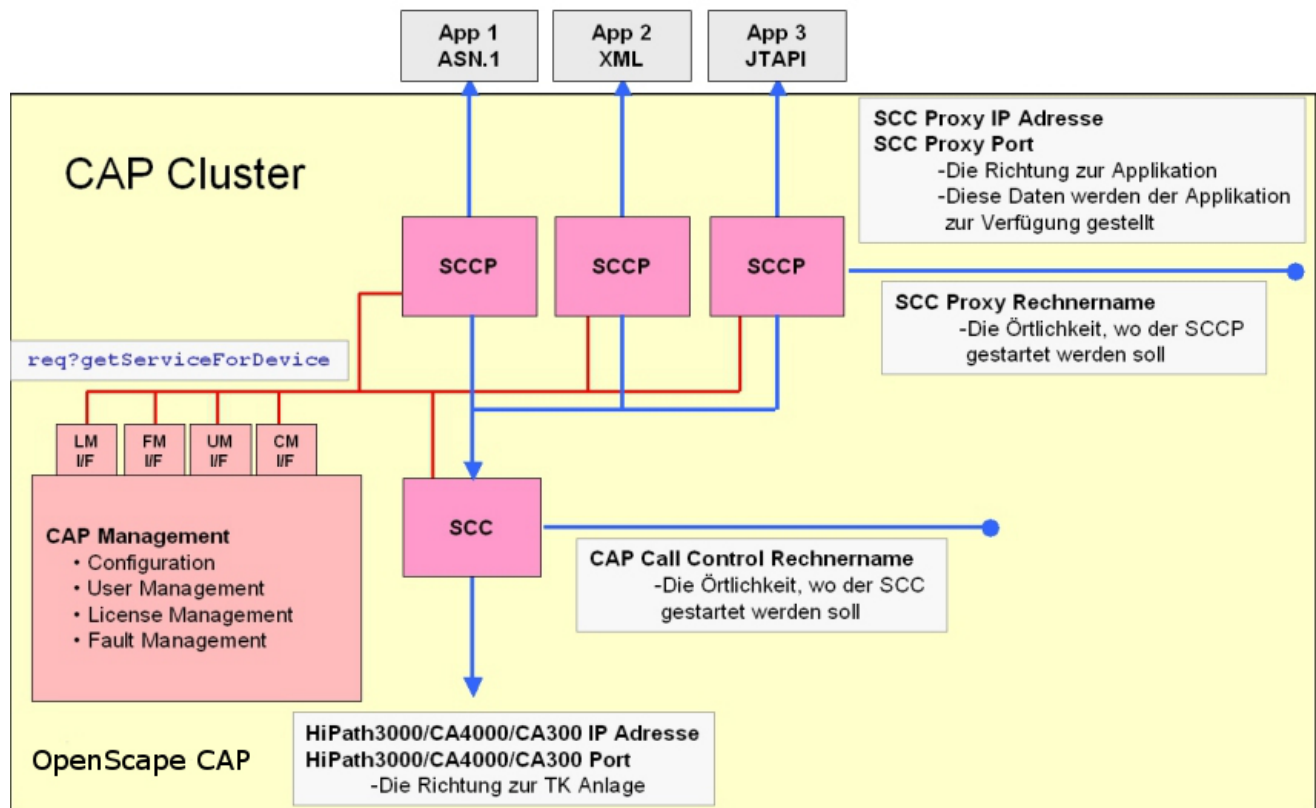 App 1
ASN.1
App 2
XML
App 3
JTAPI
CAP Cluster
SCC Proxy IP Adresse
SCC Proxy Port
-Die Richtung zur Applikation
-Diese Daten werden der Applikation
zur Verfügung gestellt
SCCP
SCCP
SCCP
SCC Proxy Rechnername
-Die Örtlichkeit, wo der SCCP
gestartet werden soll
req?getServiceForDevice
LM
I/F
FM
I/F
UM
I/F
CM
I/F
CAP Management
• Configuration
• User Management
• License Management
• Fault Management
SCC
CAP Call Control Rechnername
-Die Örtlichkeit, wo der SCC
gestartet werden soll
HiPath3000/CA4000/CA300 IP Adresse
HiPath3000/CA4000/CA300 Port
-Die Richtung zur TK Anlage
OpenScape CAP